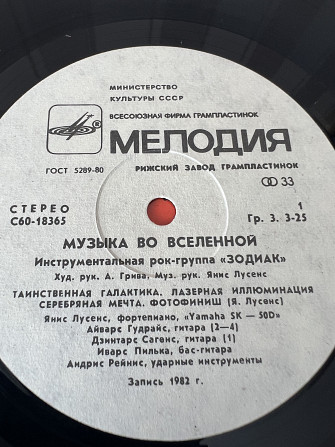 МИНИСТЕРСТВО
КУЛЬТУРЫ СССР
ВСЕСОЮЗНАЯ ФИРМА ГРАМПЛАСТИНОК
® МЕЛОДИЯ
ГОСТ 5289-80
РИЖСКИЙ ЗАВОД ГРАМПЛАСТИНОК
33
СТЕРЕО
С60-18365
1
Гр. 3. 3-25
МУЗЫКА ВО ВСЕЛЕННОЙ
Инструментальная рок-группа «ЗОДИАК»
Худ. рук. А. Грива, Муз. рук. Янис Лусенс
ТАИНСТВЕННАЯ ГАЛАКТИКА. ЛАЗЕРНАЯ ИЛЛЮМИНАЦИЯ
СЕРЕБРЯНАЯ МЕЧТА. ФОТОФИНИШ (Я. Лусенс)
Янис Лусенс, фортепиано, «Yamaha SK — 50D»
Айварс Гудрайс, гитара (2—4)
Дзинтарс Сагенс, гитара (1)
Иварс Пилька, бас-гитара
Андрис Рейнис, ударные инструменты
Запись 1982 г.